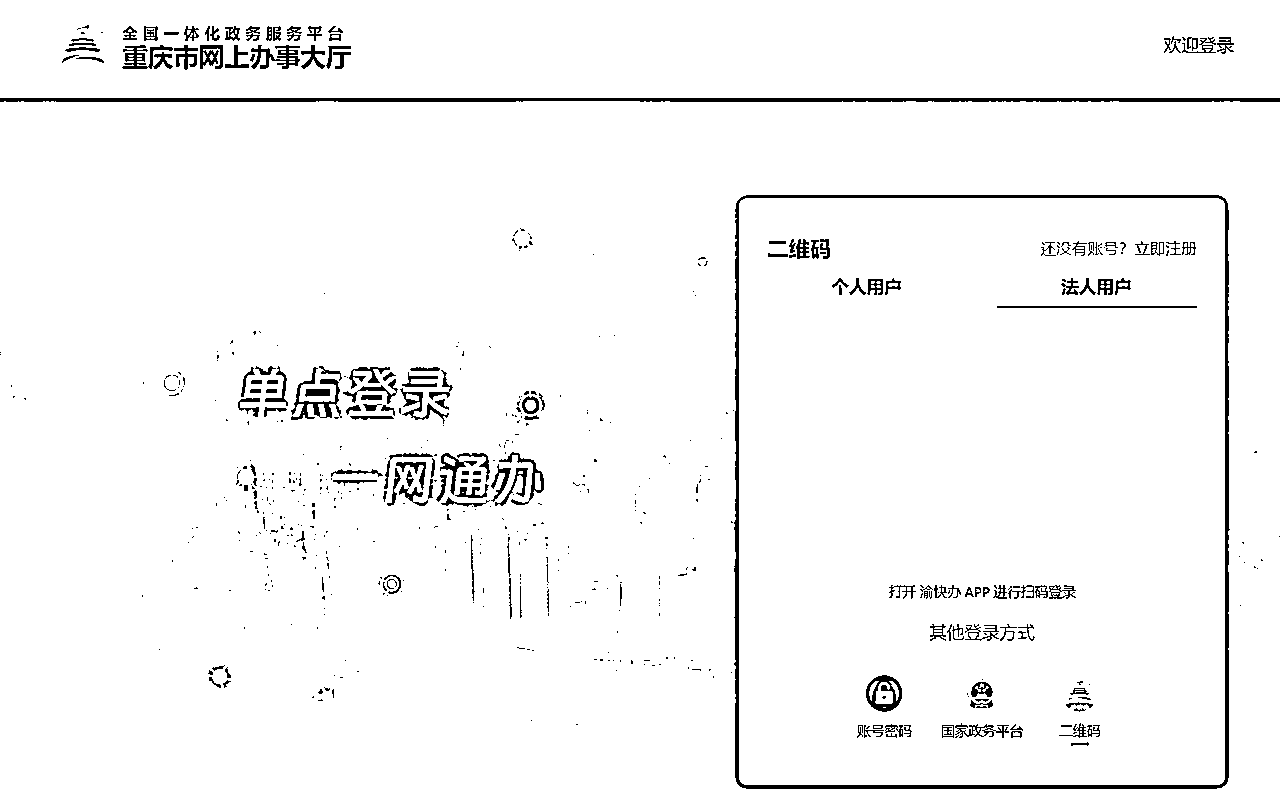 全国一体化政务服务平台
重庆市网上办事大厅
欢迎登录
单点登录
一网通办
二维码
还没有账号？立即注册
个人用户
法人用户
打开 渝快办 APP 进行扫码登录
其他登录方式
账号密码
国家政务平台
二维码